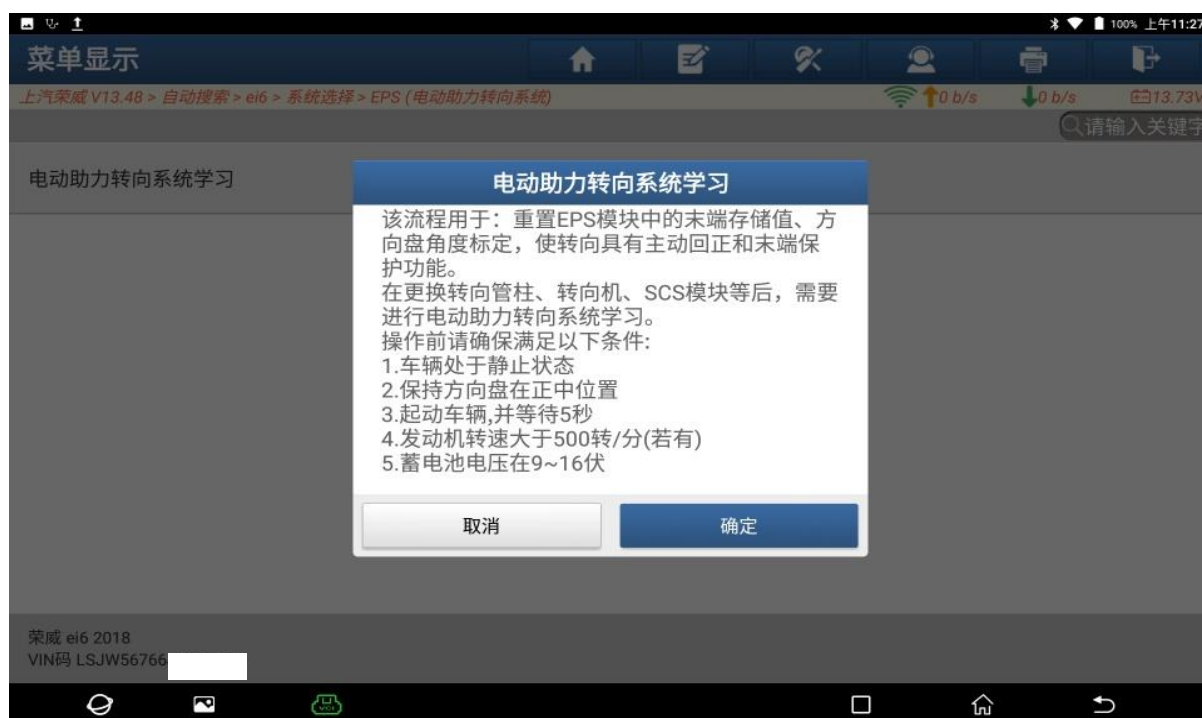 100% 上午11:27
菜单显示
上汽荣威 V13.48 > 自动搜索 > ei6 > 系统选择 > EPS (电动助力转向系统)
0 b/s
0 b/s
13.73V
请输入关键字
电动助力转向系统学习
电动助力转向系统学习
该流程用于：重置EPS模块中的末端存储值、方
向盘角度标定，使转向具有主动回正和末端保
护功能。
在更换转向管柱、转向机、SCS模块等后，需要
进行电动助力转向系统学习。
操作前请确保满足以下条件:
1.车辆处于静止状态
2.保持方向盘在正中位置
3.起动车辆,并等待5秒
4.发动机转速大于500转/分(若有)
5.蓄电池电压在9~16伏
取消
确定
荣威 ei6 2018
VIN码 LSJW56766
VCI